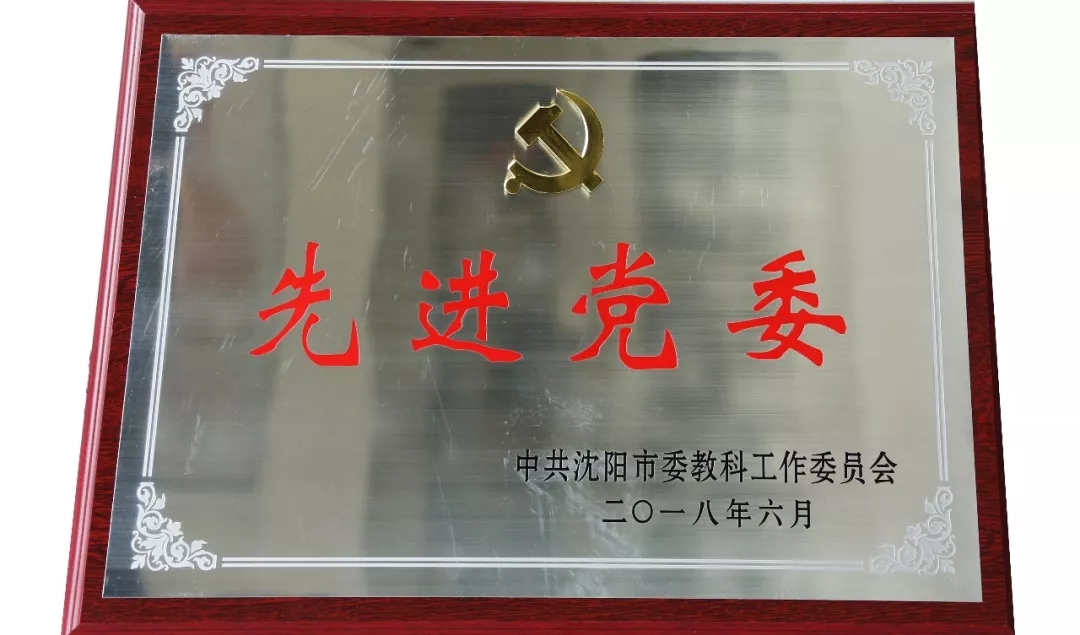 先进党委
中共沈阳市委教科工作委员会
二〇一八年六月